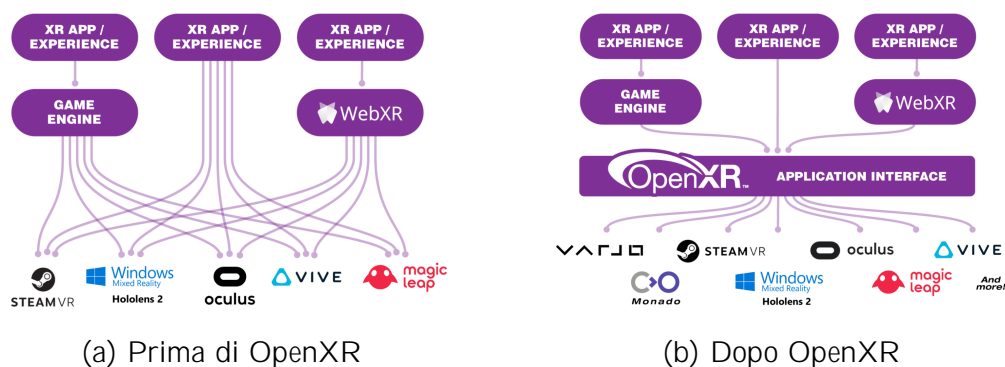 XR APP /
EXPERIENCE
XR APP /
EXPERIENCE
XR APP /
EXPERIENCE
GAME
ENGINE
WebXR
STEAMVR
Windows
Mixed Reality
Hololens 2
oculus
VIVE
magic
leap
(a) Prima di OpenXR
XR APP /
EXPERIENCE
XR APP /
EXPERIENCE
XR APP /
EXPERIENCE
GAME
ENGINE
WebXR
OpenXR™ APPLICATION INTERFACE
VARJO
STEAMVR
oculus
VIVE
Monado
Windows
Mixed Reality
Hololens 2
magic
leap
And
more!
(b) Dopo OpenXR